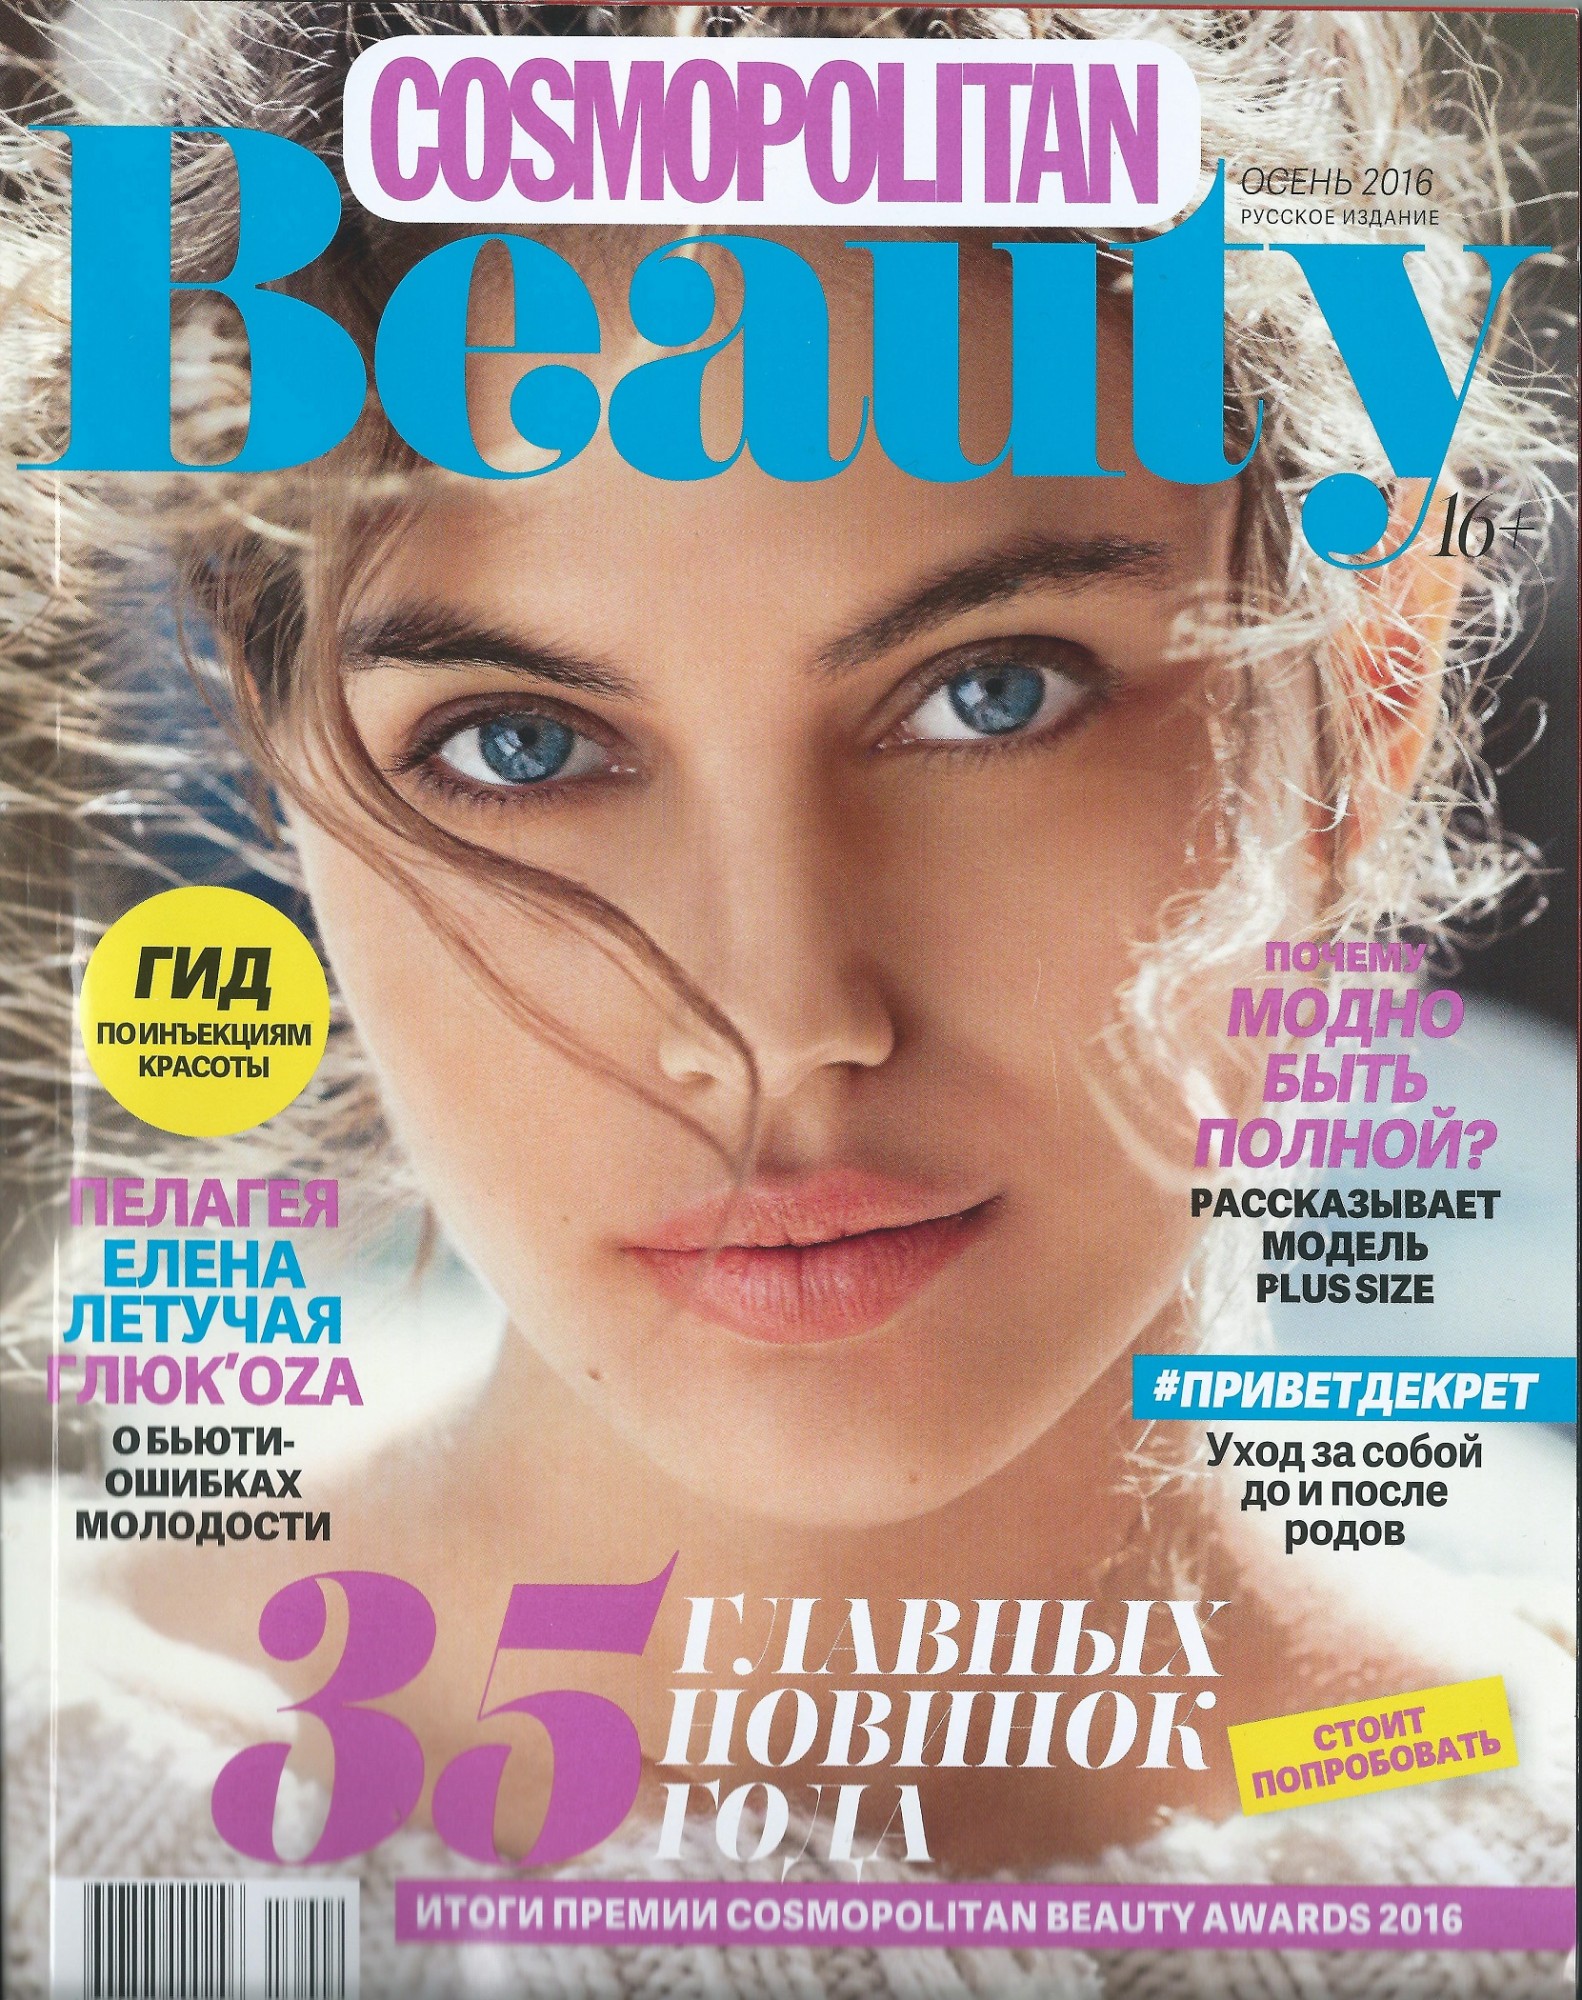 COSMOPOLITAN
Beauty
ОСЕНЬ 2016
РУССКОЕ ИЗДАНИЕ
16+
ГИД
ПО ИНЪЕКЦИЯМ
КРАСОТЫ
ПЕЛАГЕЯ
ЕЛЕНА
ЛЕТУЧАЯ
ГЛЮК'OZA
О БЬЮТИ-
ОШИБКАХ
МОЛОДОСТИ
ПОЧЕМУ
МОДНО
БЫТЬ
ПОЛНОЙ?
РАССКАЗЫВАЕТ
МОДЕЛЬ
PLUS SIZE
#ПРИВЕТДЕКРЕТ
Уход за собой
до и после
родов
35 ГЛАВНЫХ
НОВИНОК
ГОДА
СТОИТ
ПОПРОБОВАТЬ
ИТОГИ ПРЕМИИ COSMOPOLITAN BEAUTY AWARDS 2016